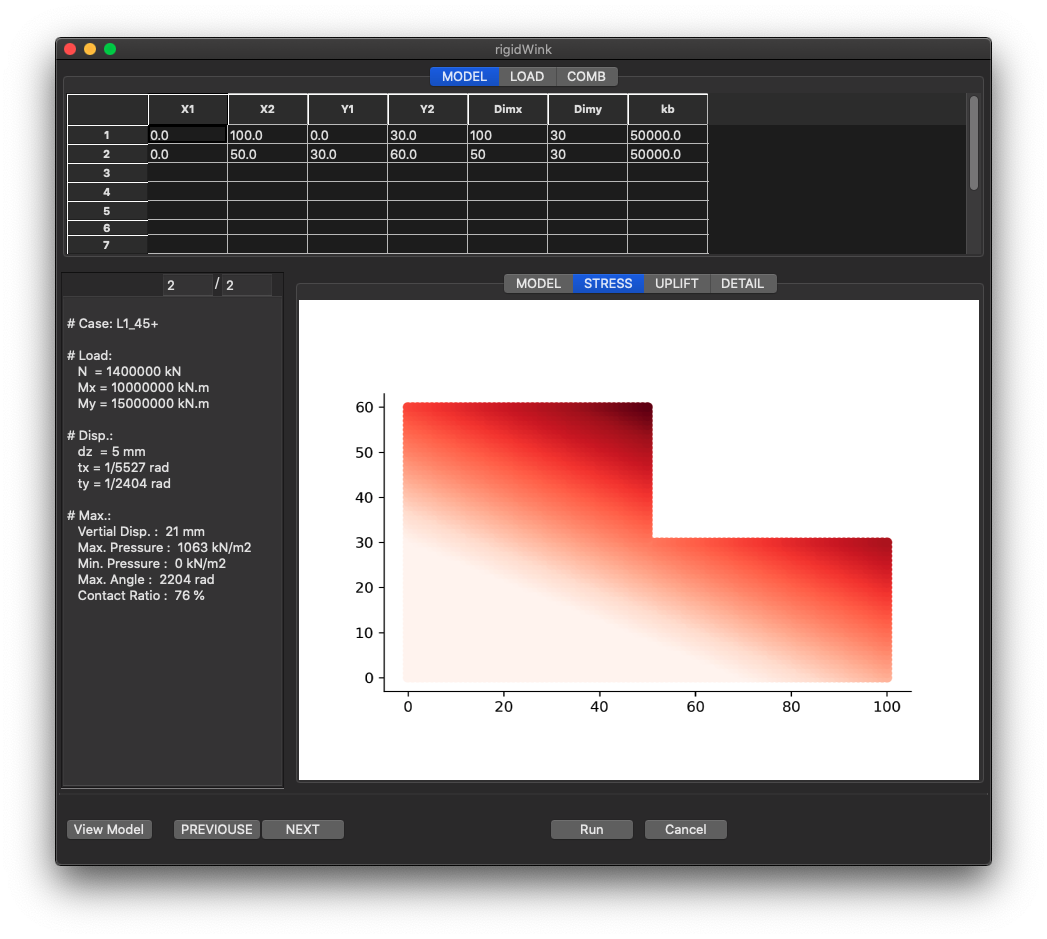 rigidWink
MODEL LOAD COMB
X1 X2 Y1 Y2 Dimx Dimy kb
1 0.0 100.0 0.0 30.0 100 30 50000.0
2 0.0 50.0 30.0 60.0 50 30 50000.0
3
4
5
6
7
2 / 2
MODEL STRESS UPLIFT DETAIL
# Case: L1_45+
# Load:
N = 1400000 kN
Mx = 10000000 kN.m
My = 15000000 kN.m
# Disp.:
dz = 5 mm
tx = 1/5527 rad
ty = 1/2404 rad
# Max.:
Vertial Disp. : 21 mm
Max. Pressure : 1063 kN/m2
Min. Pressure : 0 kN/m2
Max. Angle : 2204 rad
Contact Ratio : 76 %
60
50
40
30
20
10
0
0 20 40 60 80 100
View Model PREVIOUSE NEXT Run Cancel